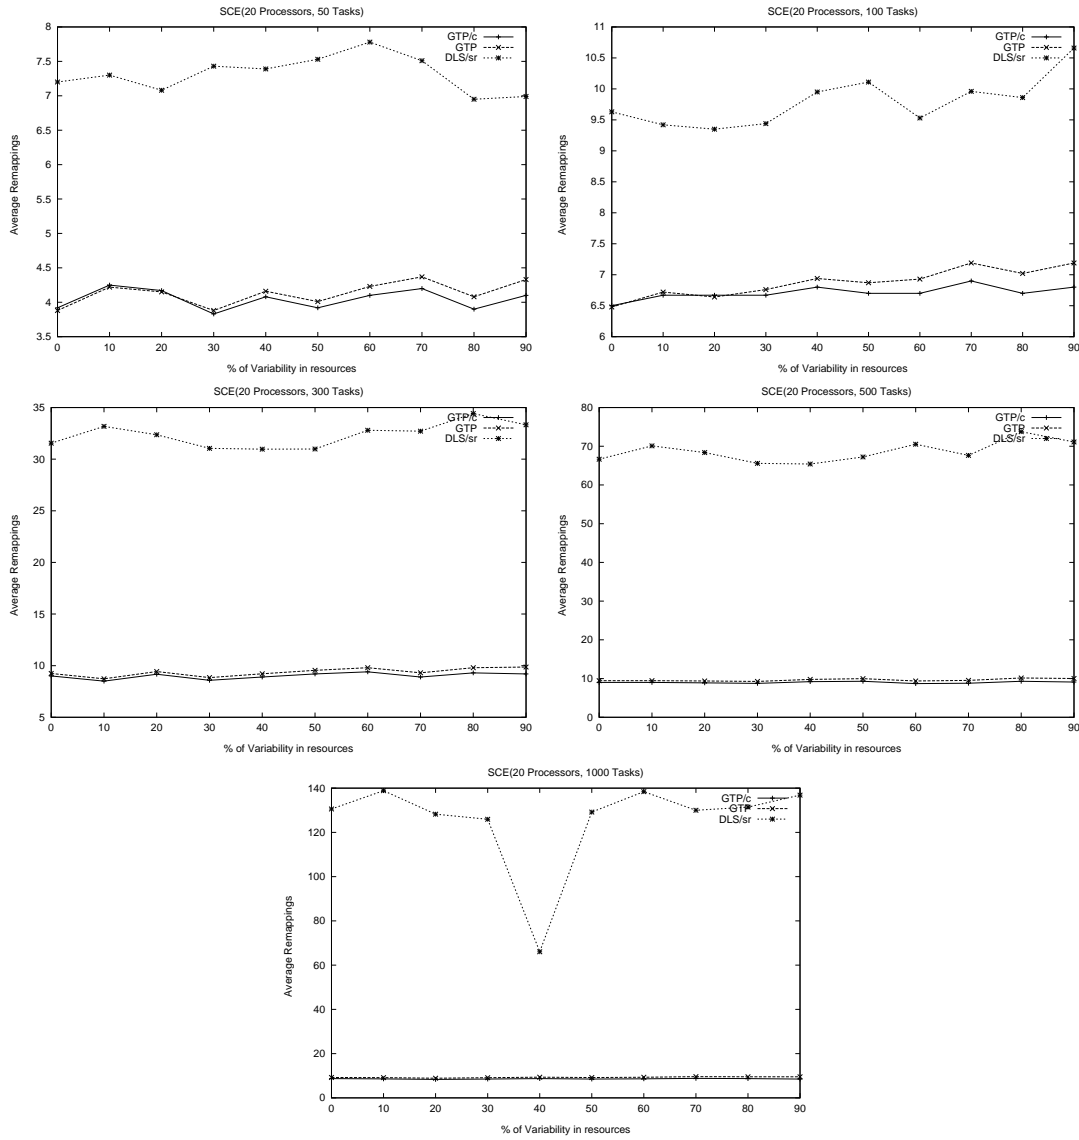 SCE(20 Processors, 50 Tasks)
8
7.5
7
6.5
6
5.5
5
4.5
4
3.5
Average Remappings
GTP/c
GTP
DLS/sr
0 10 20 30 40 50 60 70 80 90
% of Variability in resources
SCE(20 Processors, 100 Tasks)
11
10.5
10
9.5
9
8.5
8
7.5
7
6.5
6
Average Remappings
GTP/c
GTP
DLS/sr
0 10 20 30 40 50 60 70 80 90
% of Variability in resources
SCE(20 Processors, 300 Tasks)
35
30
25
20
15
10
5
Average Remappings
GTP/c
GTP
DLS/sr
0 10 20 30 40 50 60 70 80 90
% of Variability in resources
SCE(20 Processors, 500 Tasks)
80
70
60
50
40
30
20
10
0
Average Remappings
GTP/c
GTP
DLS/sr
0 10 20 30 40 50 60 70 80 90
% of Variability in resources
SCE(20 Processors, 1000 Tasks)
140
120
100
80
60
40
20
0
Average Remappings
GTP/c
GTP
DLS/sr
0 10 20 30 40 50 60 70 80 90
% of Variability in resources